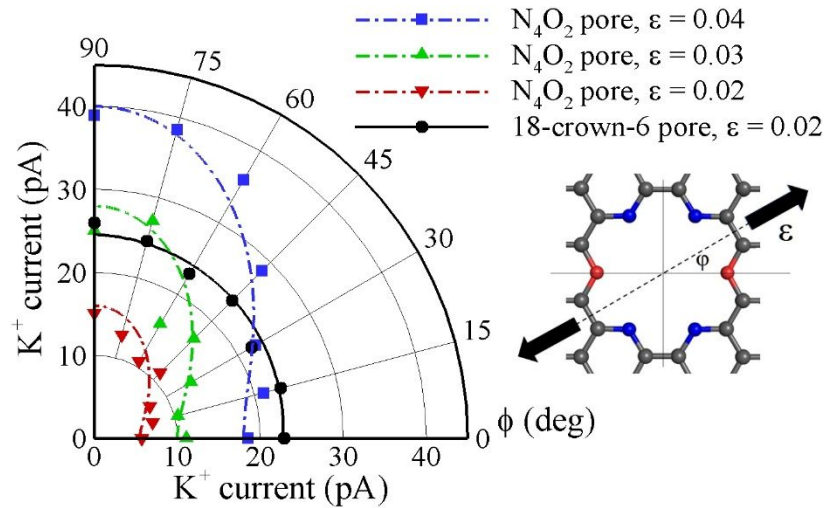 N₄O₂ pore, ε = 0.04
N₄O₂ pore, ε = 0.03
N₄O₂ pore, ε = 0.02
18-crown-6 pore, ε = 0.02
90
75
60
45
30
15
0
K⁺ current (pA)
40
30
20
10
0
0
10
20
30
40
K⁺ current (pA)
ϕ (deg)
ε
φ